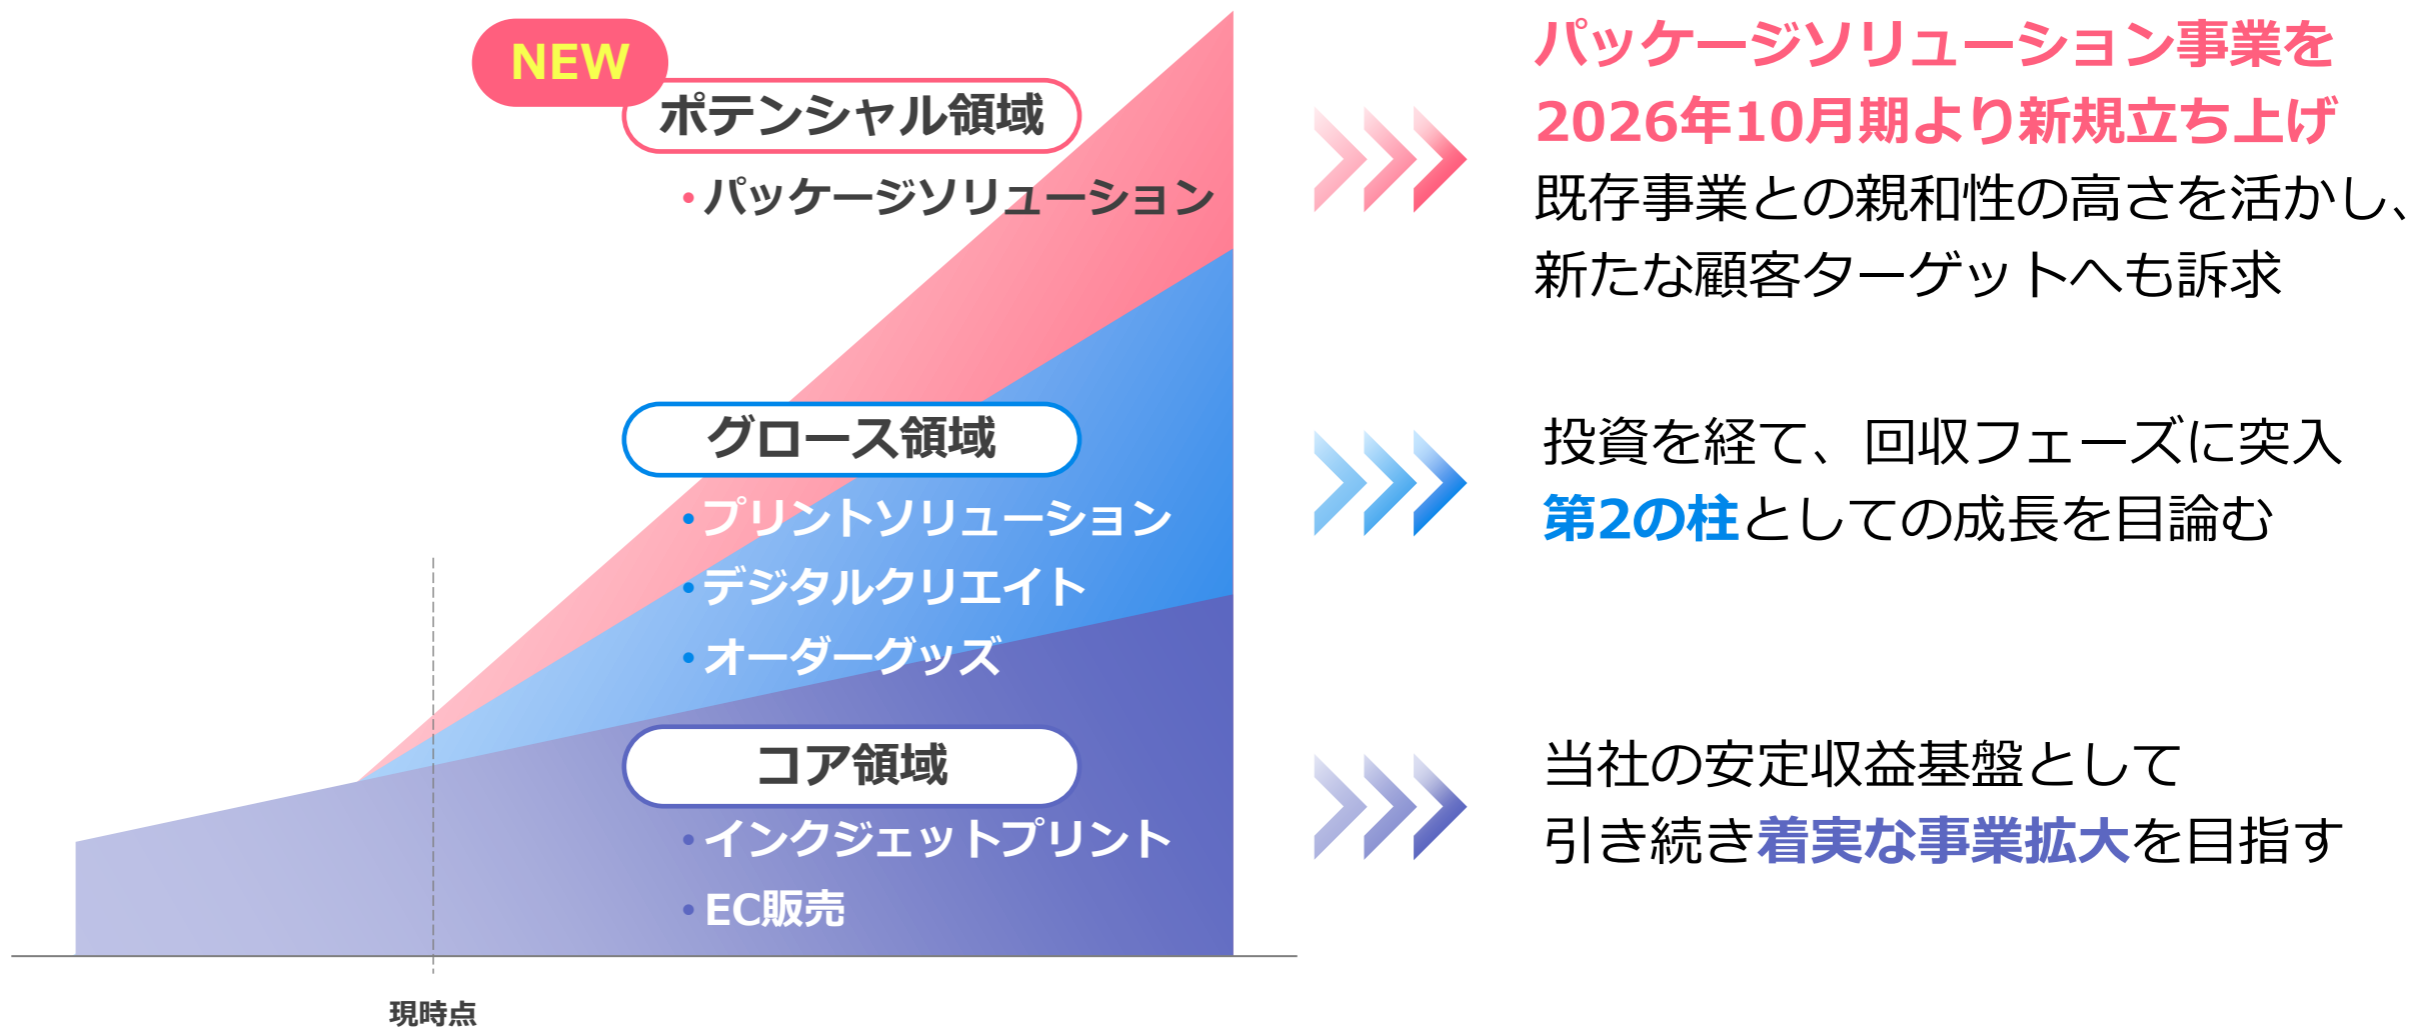 NEW
ポテンシャル領域
・パッケージソリューション
パッケージソリューション事業を
2026年10月期より新規立ち上げ
既存事業との親和性の高さを活かし、
新たな顧客ターゲットへも訴求
グロース領域
・プリントソリューション
・デジタルクリエイト
・オーダーグッズ
投資を経て、回収フェーズに突入
第2の柱としての成長を目論む
コア領域
・インクジェットプリント
・EC販売
当社の安定収益基盤として
引き続き着実な事業拡大を目指す
現時点